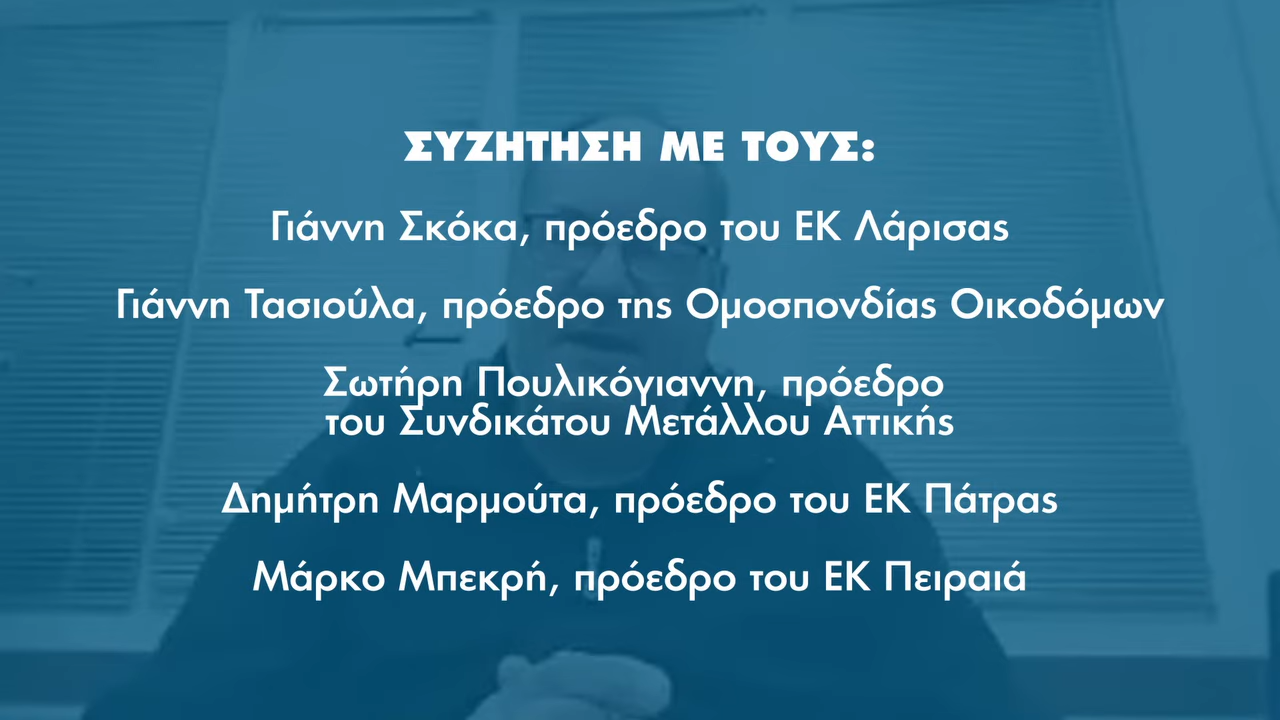 ΣΥΖΗΤΗΣΗ ΜΕ ΤΟΥΣ:
Γιάννη Σκόκα, πρόεδρο του ΕΚ Λάρισας
Γιάννη Τασιούλα, πρόεδρο της Ομοσπονδίας Οικοδόμων
Σωτήρη Πουλικόγιαννη, πρόεδρο
του Συνδικάτου Μετάλλου Αττικής
Δημήτρη Μαρμούτα, πρόεδρο του ΕΚ Πάτρας
Μάρκο Μπεκρή, πρόεδρο του ΕΚ Πειραιά